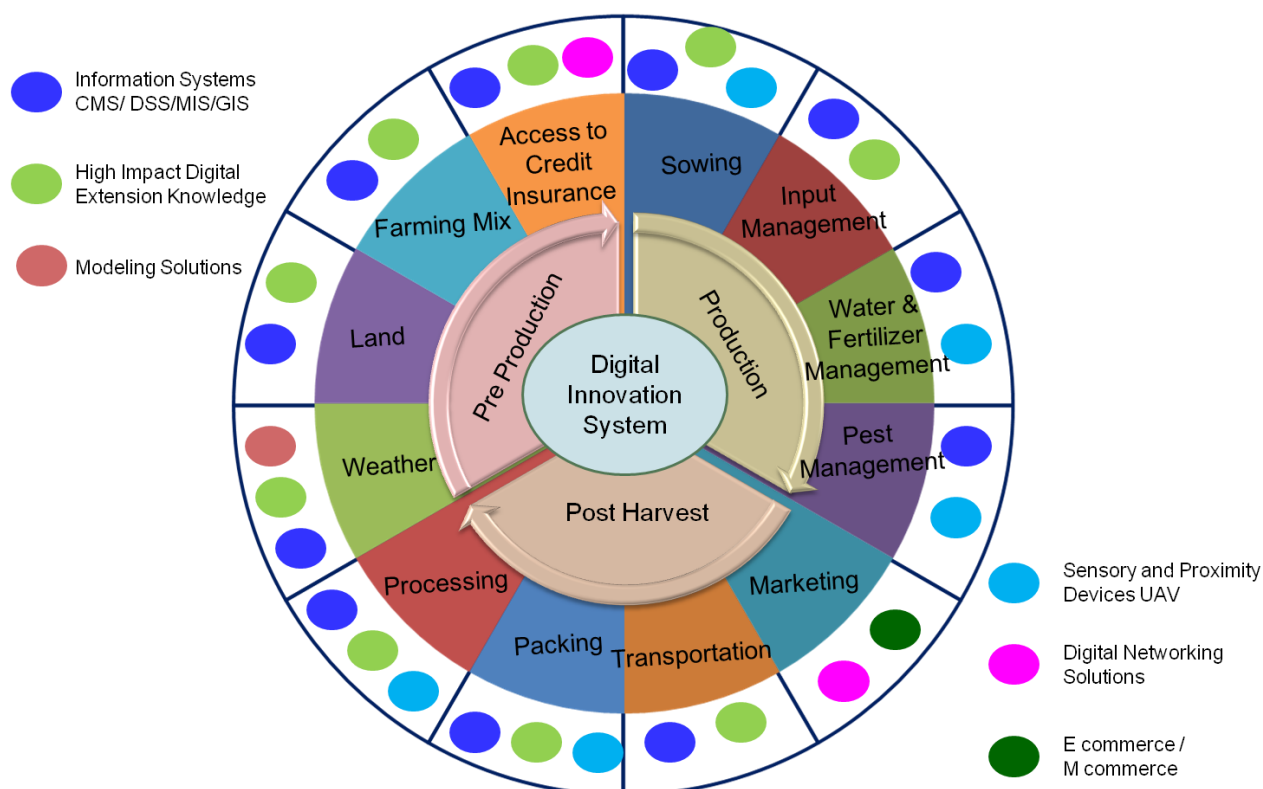 Information Systems
CMS/ DSS/MIS/GIS
High Impact Digital
Extension Knowledge
Modeling Solutions
Access to
Credit
Insurance
Sowing
Farming Mix
Input
Management
Land
Water &
Fertilizer
Management
Pre Production
Production
Digital
Innovation
System
Weather
Pest
Management
Post Harvest
Processing
Marketing
Packing
Transportation
Sensory and Proximity
Devices UAV
Digital Networking
Solutions
E commerce /
M commerce